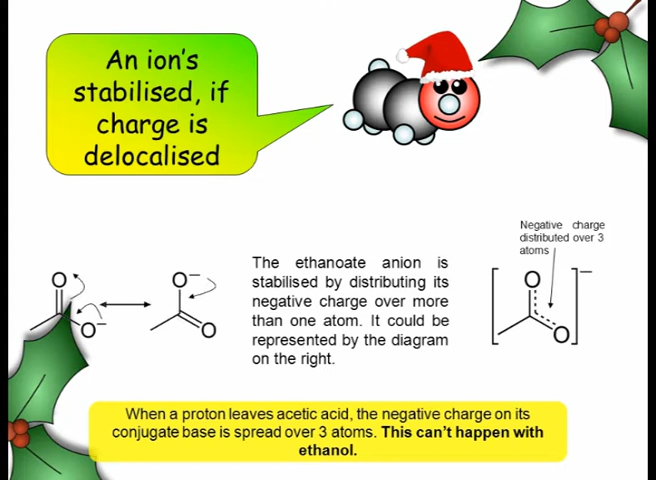 An ion's
stabilised, if
charge is
delocalised
Negative charge
distributed over 3
atoms
O
O−
O−
O
The ethanoate anion is
stabilised by distributing its
negative charge over more
than one atom. It could be
represented by the diagram
on the right.
O
O
−
When a proton leaves acetic acid, the negative charge on its
conjugate base is spread over 3 atoms. This can't happen with
ethanol.